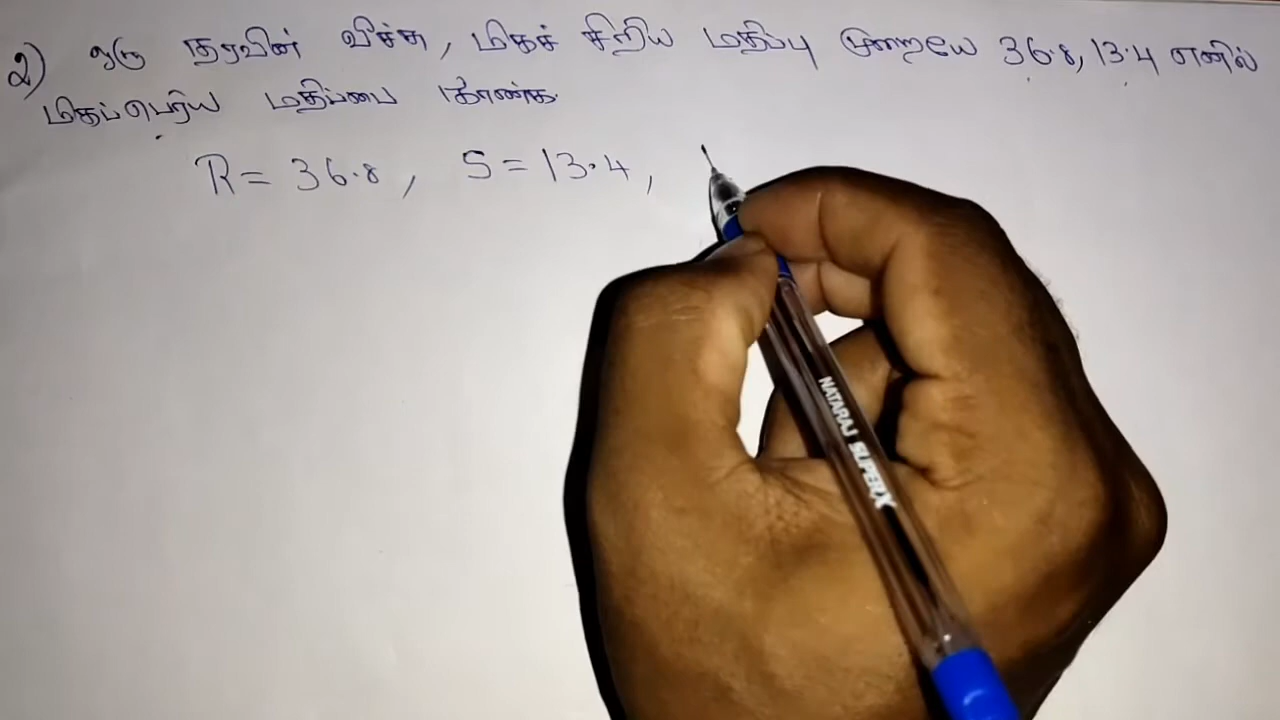 2) ஒரு தரவின் வீச்சு, மிகச் சிறிய மதிப்பு முறையே 36.8, 13.4 எனில்
மிகப்பெரிய மதிப்பை காண்க.
R = 36.8, S = 13.4,
NATARAJ SUPERX